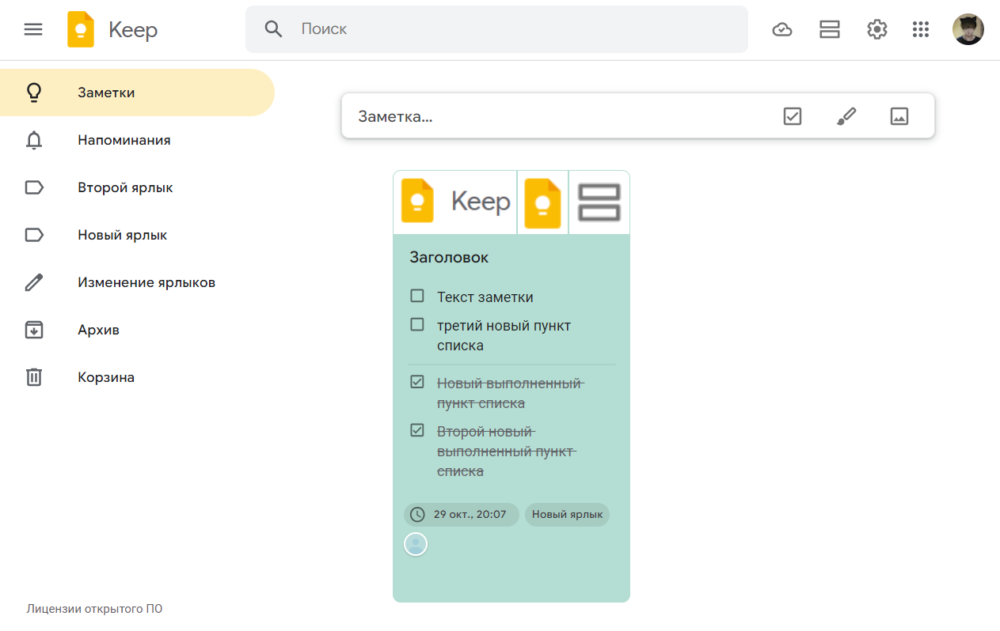 Keep
Поиск
Заметки
Напоминания
Второй ярлык
Новый ярлык
Изменение ярлыков
Архив
Корзина
Лицензии открытого ПО
Заметка...
Keep
Заголовок
Текст заметки
третий новый пункт
списка
Новый выполненный
пункт списка
Второй новый
выполненный пункт
списка
29 окт., 20:07
Новый ярлык